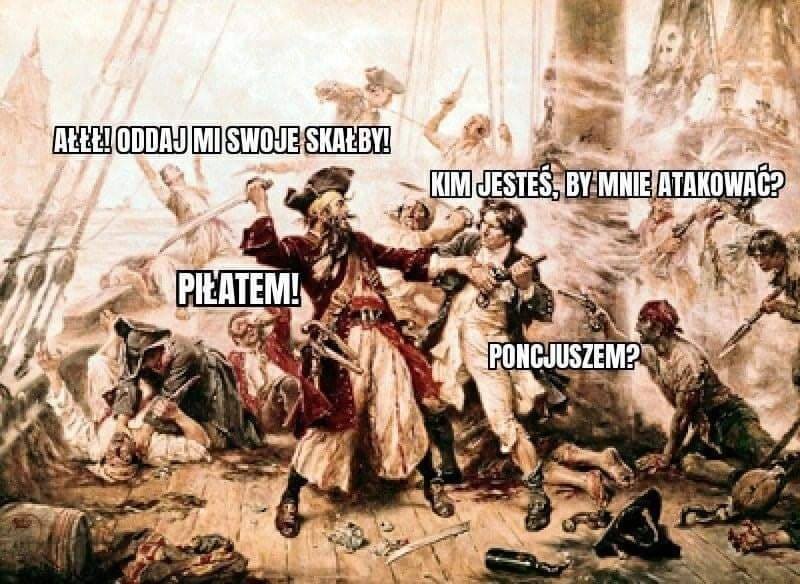 AŁŁŁ! ODDAJ MI SWOJE SKAŁBY!
KIM JESTEŚ, BY MNIE ATAKOWAĆ?
PIŁATEM!
PONCJUSZEM?